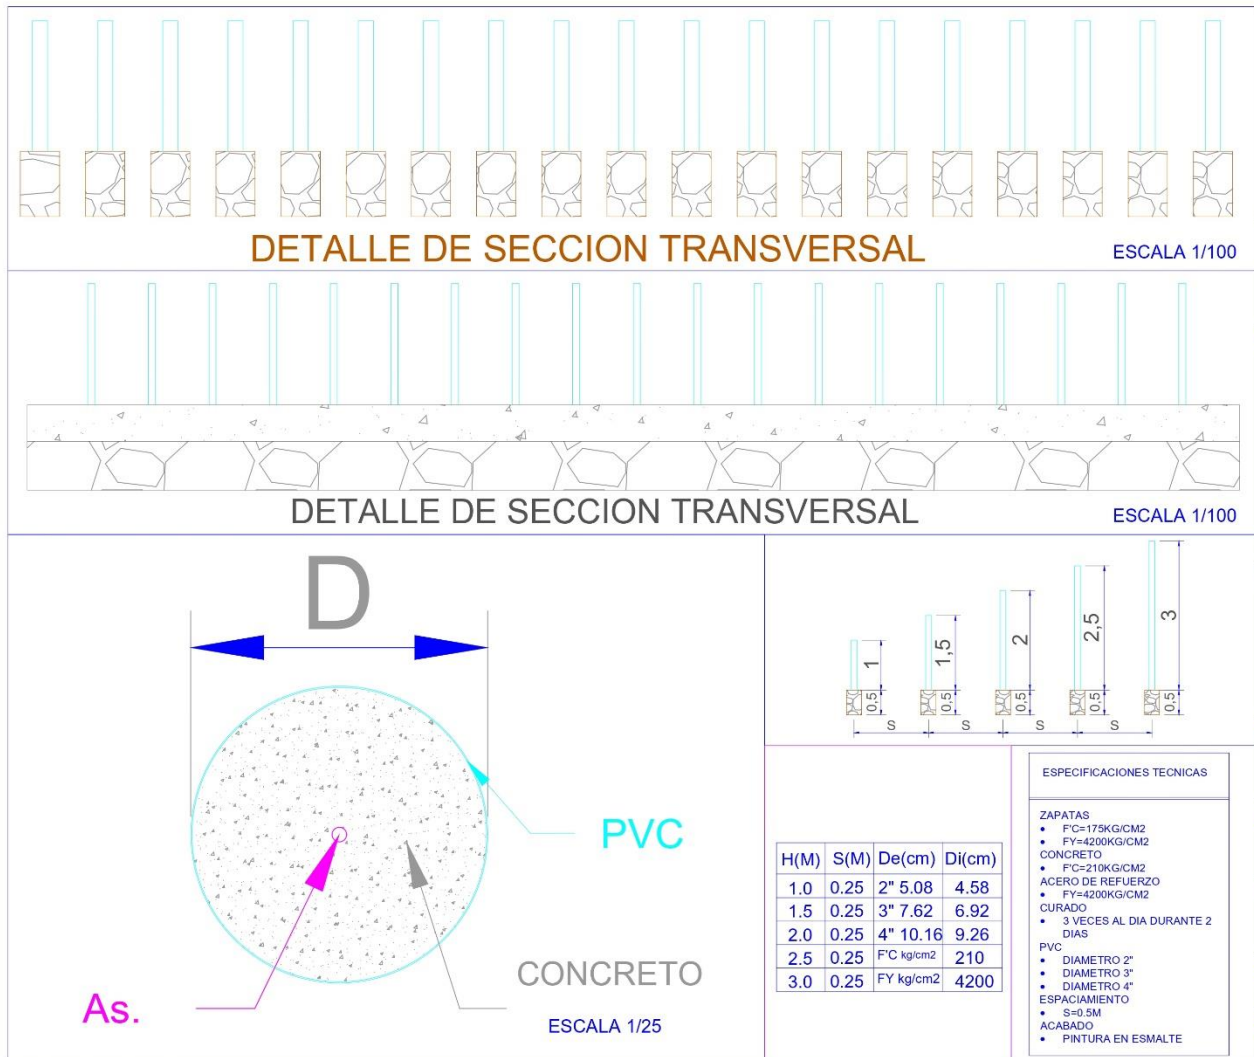 DETALLE DE SECCION TRANSVERSAL
ESCALA 1/100
DETALLE DE SECCION TRANSVERSAL
ESCALA 1/100
D
PVC
CONCRETO
As.
ESCALA 1/25
1
1,5
2
2,5
3
0,5
0,5
0,5
0,5
0,5
S
S
S
S
H(M) S(M) De(cm) Di(cm)
1.0 0.25 2" 5.08 4.58
1.5 0.25 3" 7.62 6.92
2.0 0.25 4" 10.16 9.26
2.5 0.25 F'C kg/cm² 210
3.0 0.25 FY kg/cm2 4200
ESPECIFICACIONES TECNICAS
ZAPATAS
• F'C=175KG/CM2
• FY=4200KG/CM2
CONCRETO
• F'C=210KG/CM2
ACERO DE REFUERZO
• FY=4200KG/CM2
CURADO
• 3 VECES AL DIA DURANTE 2
DIAS
PVC
• DIAMETRO 2"
• DIAMETRO 3"
• DIAMETRO 4"
ESPACIAMIENTO
• S=0.5M
ACABADO
• PINTURA EN ESMALTE